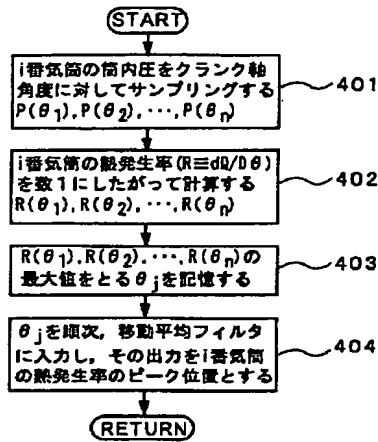 START
i番気筒の筒内圧をクランク軸
角度に対してサンプリングする
P(θ1),P(θ2),···,P(θn)
401
i番気筒の熱発生率(R≡dQ/Dθ)
を数1にしたがって計算する
R(θ1),R(θ2),···,R(θn)
402
R(θ1),R(θ2),···,R(θn)の
最大値をとるθjを記憶する
403
θjを順次，移動平均フィルタ
に入力し，その出力をi番気筒
の熱発生率のピーク位置とする
404
RETURN